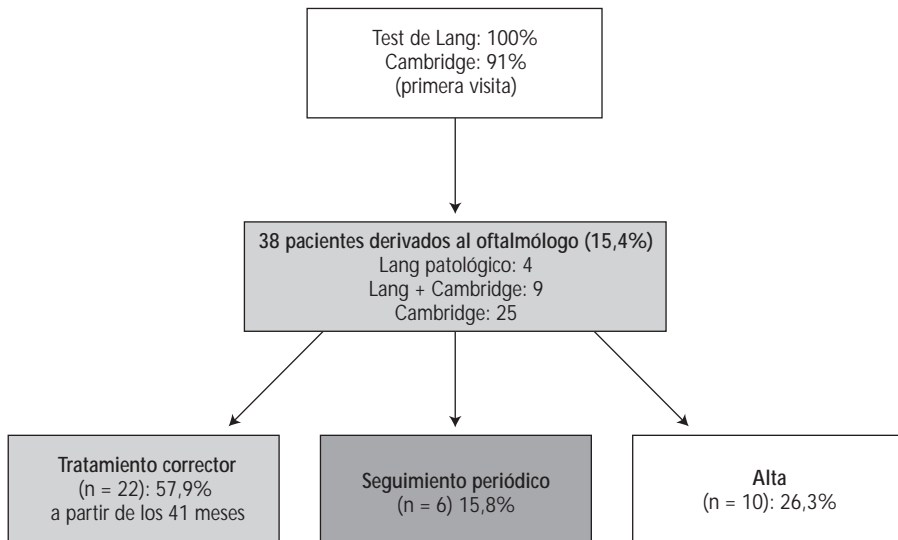 Test de Lang: 100%
Cambridge: 91%
(primera visita)
38 pacientes derivados al oftalmólogo (15,4%)
Lang patológico: 4
Lang + Cambridge: 9
Cambridge: 25
Tratamiento corrector
(n = 22): 57,9%
a partir de los 41 meses
Seguimiento periódico
(n = 6) 15,8%
Alta
(n = 10): 26,3%